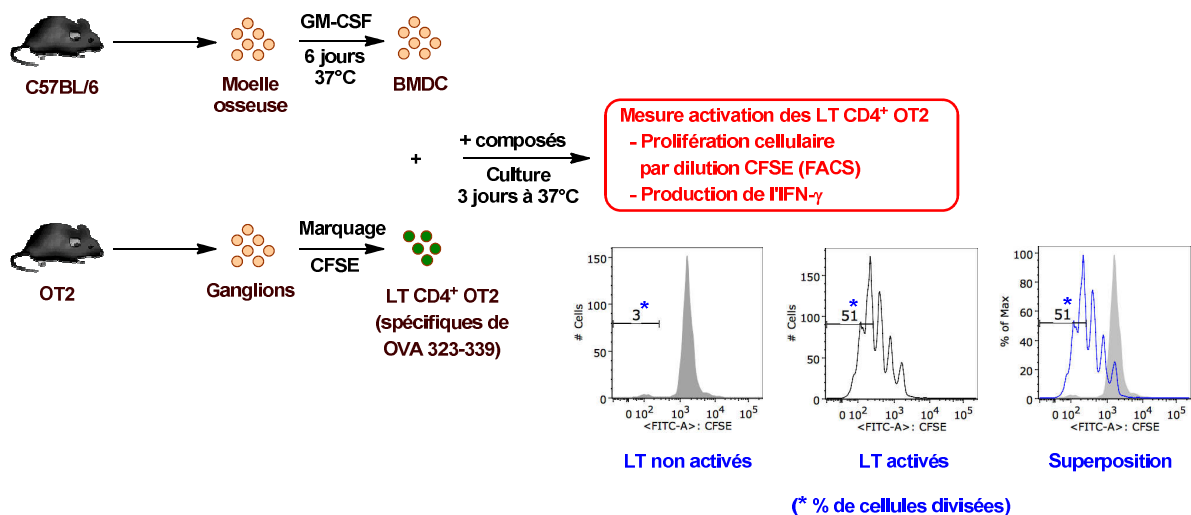 C57BL/6
Moelle
osseuse
GM-CSF
6 jours
37°C
BMDC
+
+ composés
Culture
3 jours à 37°C
Mesure activation des LT CD4⁺ OT2
- Prolifération cellulaire
par dilution CFSE (FACS)
- Production de l'IFN-γ
OT2
Ganglions
Marquage
CFSE
LT CD4⁺ OT2
(spécifiques de
OVA 323-339)
# Cells
150
100
50
0
3*
0 10² 10³ 10⁴ 10⁵
<FITC-A>: CFSE
LT non activés
# Cells
150
100
50
0
*
51
0 10² 10³ 10⁴ 10⁵
<FITC-A>: CFSE
LT activés
% of Max
100
80
60
40
20
0
*
51
0 10² 10³ 10⁴ 10⁵
<FITC-A>: CFSE
Superposition
(* % de cellules divisées)